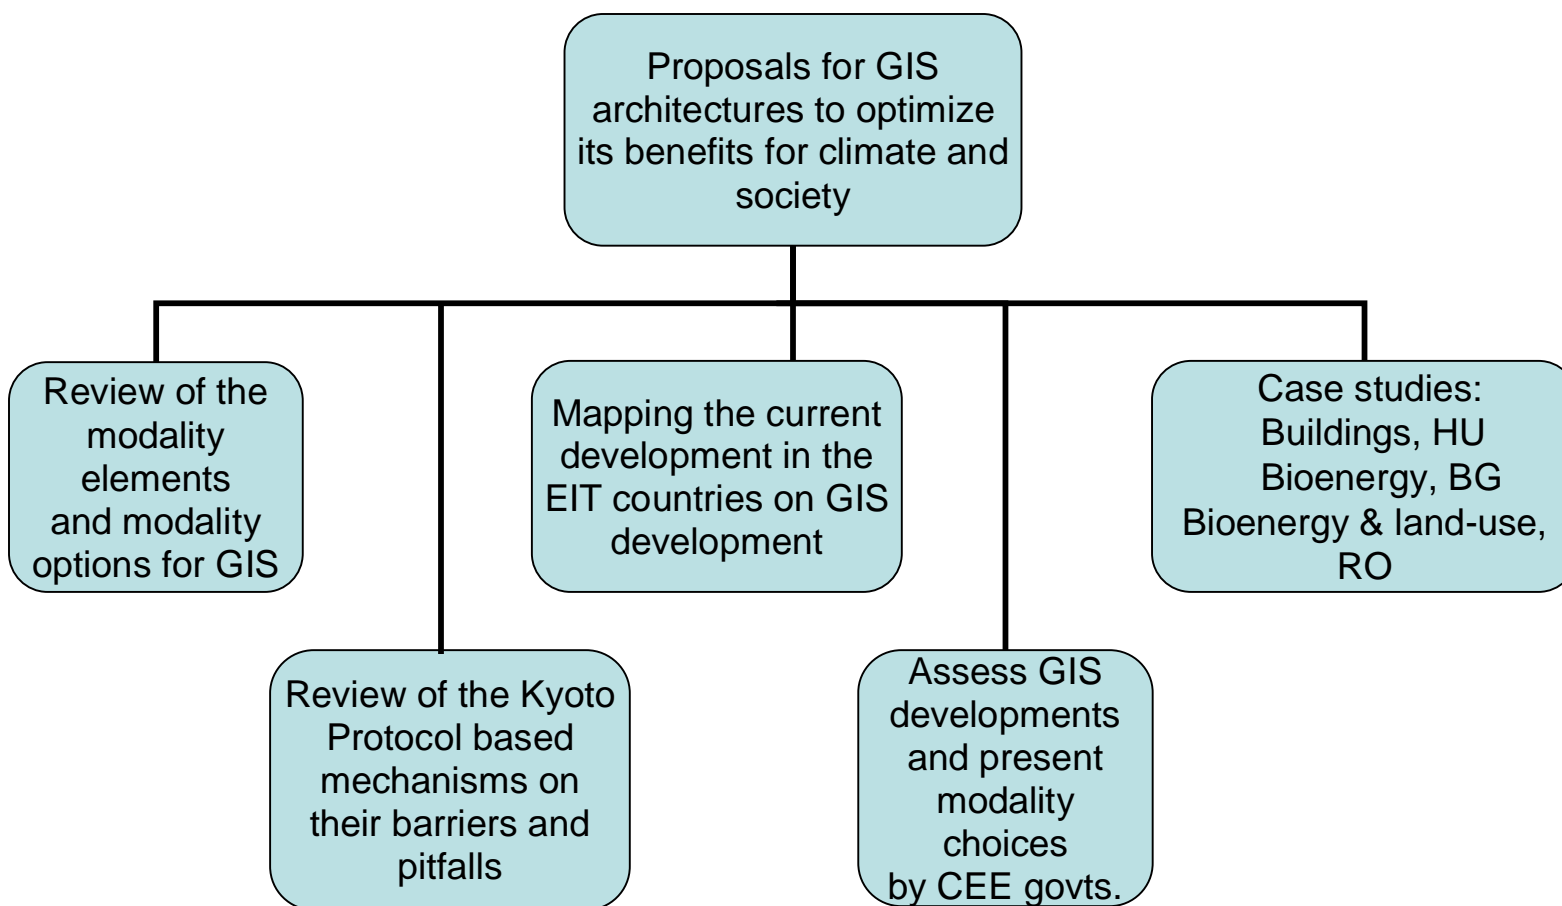 Proposals for GIS
architectures to optimize
its benefits for climate and
society
Review of the
modality
elements
and modality
options for GIS
Mapping the current
development in the
EIT countries on GIS
development
Case studies:
Buildings, HU
Bioenergy, BG
Bioenergy & land-use,
RO
Review of the Kyoto
Protocol based
mechanisms on
their barriers and
pitfalls
Assess GIS
developments
and present
modality
choices
by CEE govts.